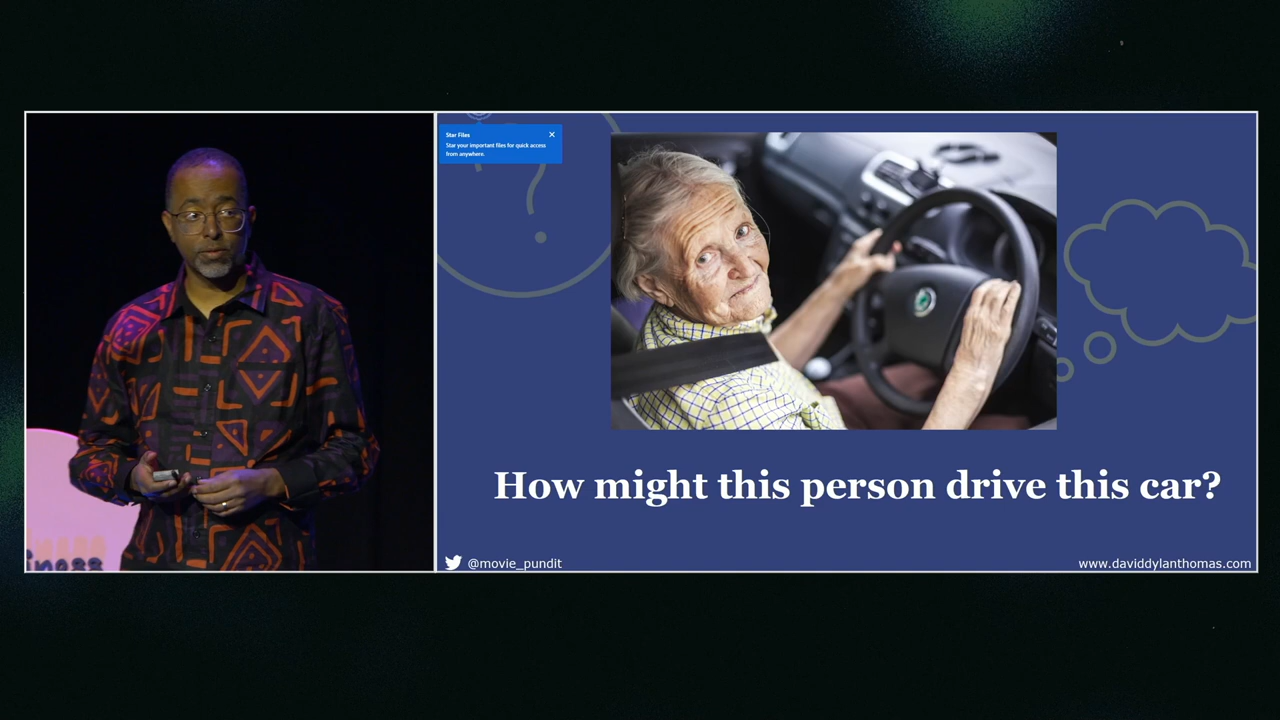 Star Files
Star your important files for quick access
from anywhere.
How might this person drive this car?
@movie_pundit
www.daviddylanthomas.com